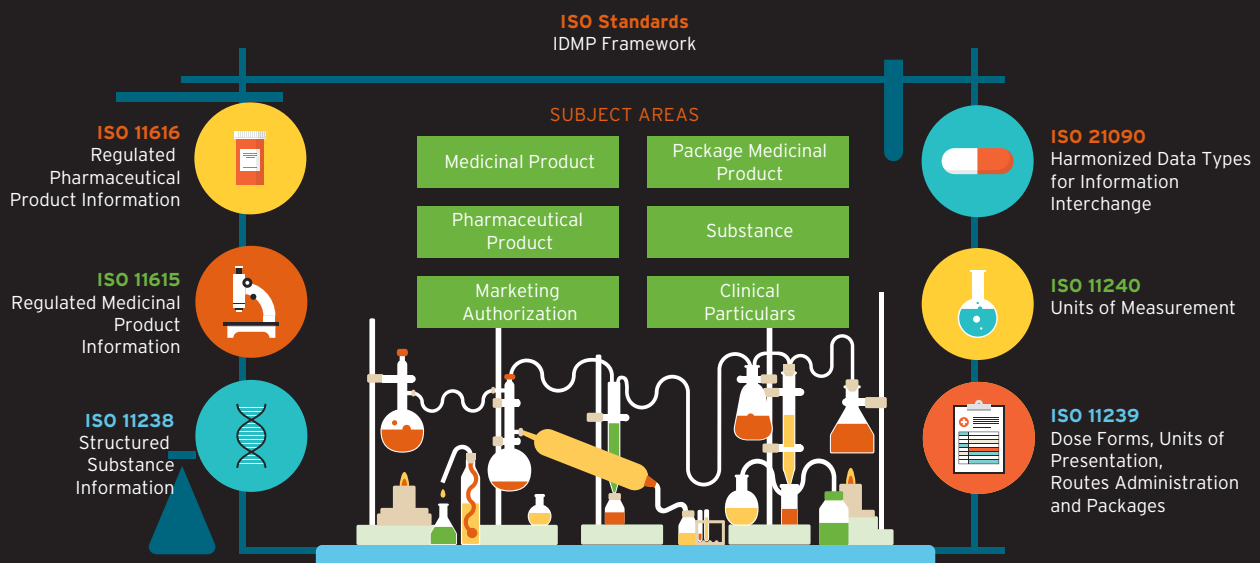 ISO Standards
IDMP Framework
SUBJECT AREAS
Medicinal Product
Package Medicinal
Product
Pharmaceutical
Product
Substance
Marketing
Authorization
Clinical
Particulars
ISO 11616
Regulated
Pharmaceutical
Product Information
ISO 11615
Regulated Medicinal
Product
Information
ISO 11238
Structured
Substance
Information
ISO 21090
Harmonized Data Types
for Information
Interchange
ISO 11240
Units of Measurement
ISO 11239
Dose Forms, Units of
Presentation,
Routes Administration
and Packages